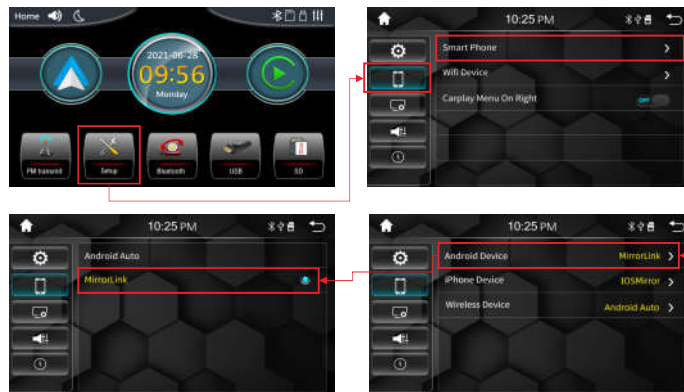 Home
2021-06-28
09:56
Monday
FM transmit
Setup
Bluetooth
USB
SD
10:25 PM
Smart Phone
Wifi Device
Carplay Menu On Right
OFF
10:25 PM
Android Auto
MirrorLink
10:25 PM
Android Device MirrorLink
iPhone Device IOSMirror
Wireless Device Android Auto